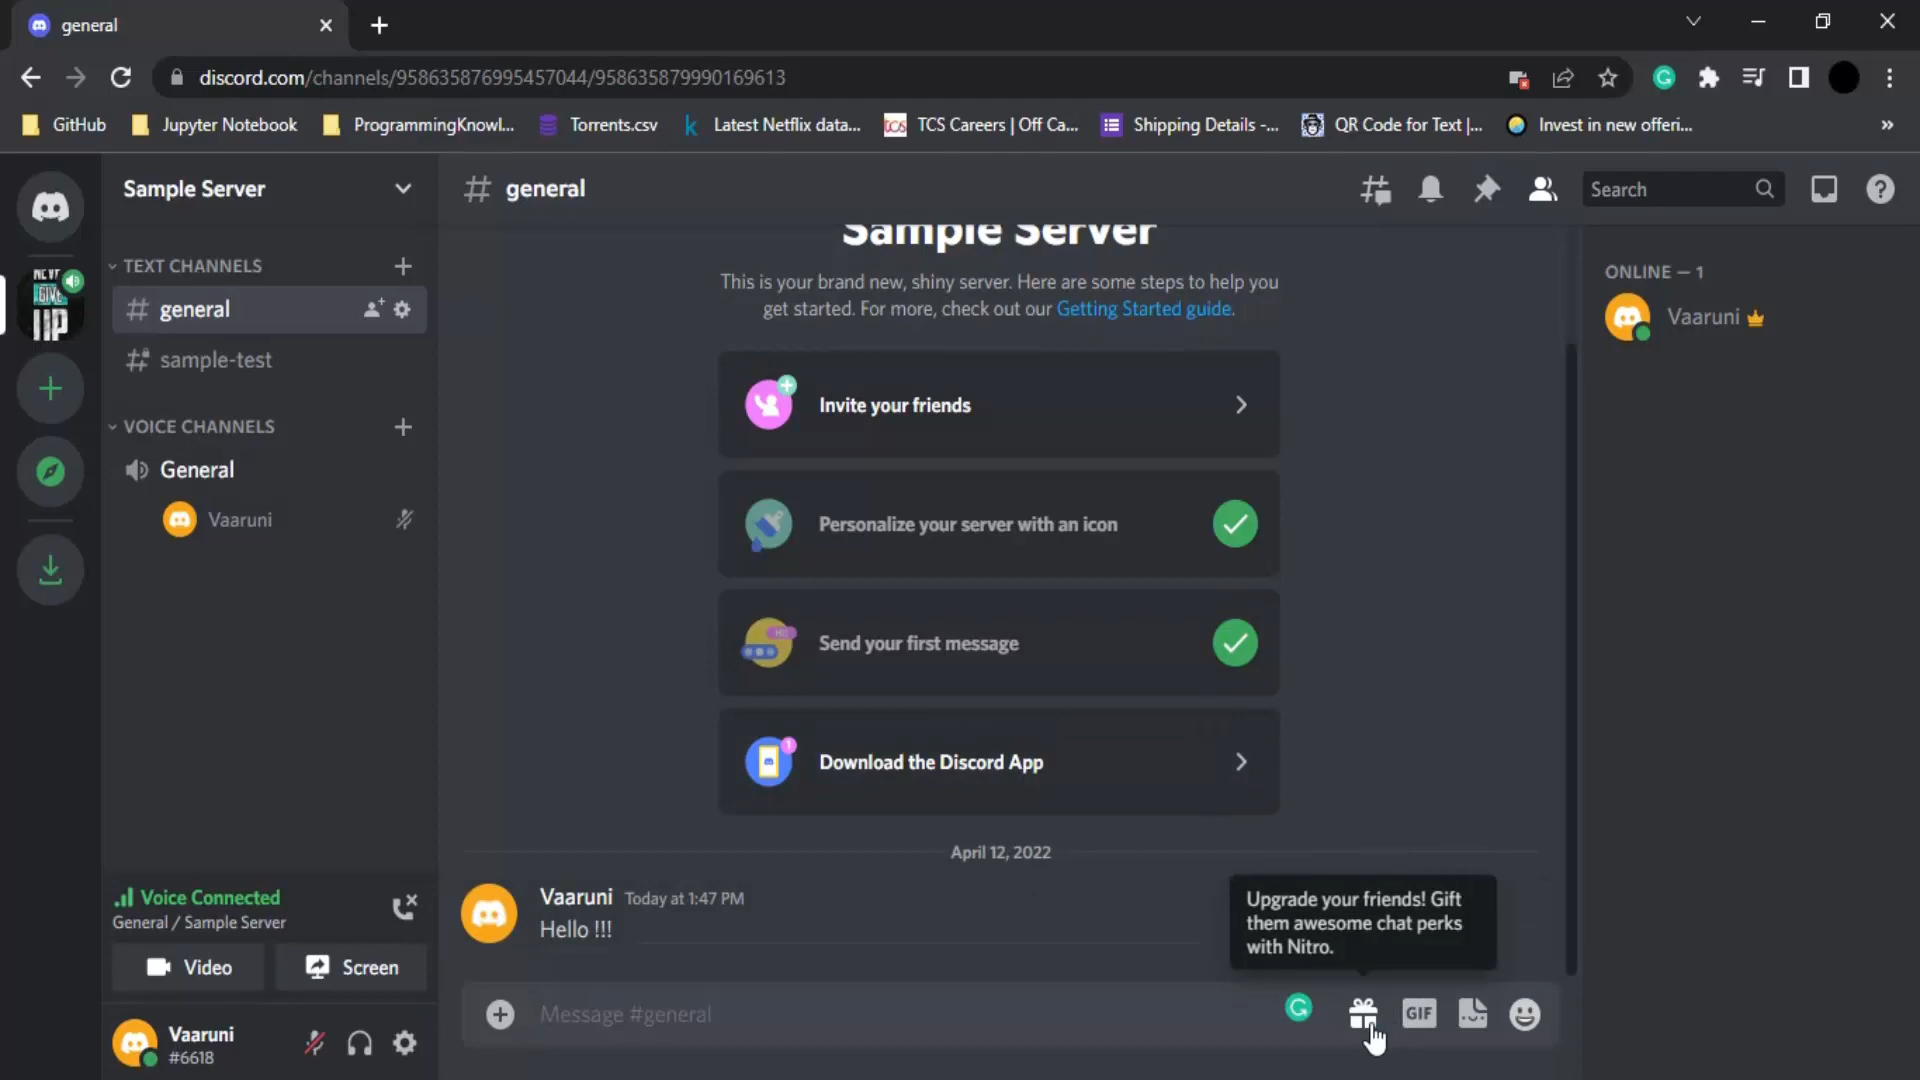 general
discord.com/channels/958635876995457044/958635879990169613
GitHub
Jupyter Notebook
ProgrammingKnowl...
Torrents.csv
Latest Netflix data...
TCS Careers | Off Ca...
Shipping Details -...
QR Code for Text |...
Invest in new offeri...
»
Sample Server
general
Search
Sample Server
This is your brand new, shiny server. Here are some steps to help you
get started. For more, check out our Getting Started guide.
TEXT CHANNELS
general
sample-test
VOICE CHANNELS
General
Vaaruni
NEVER
GIVE
UP
Invite your friends
Personalize your server with an icon
Send your first message
Download the Discord App
April 12, 2022
Vaaruni Today at 1:47 PM
Hello !!!
Upgrade your friends! Gift
them awesome chat perks
with Nitro.
Message #general
GIF
ONLINE — 1
Vaaruni
Voice Connected
General / Sample Server
Video
Screen
Vaaruni
#6618